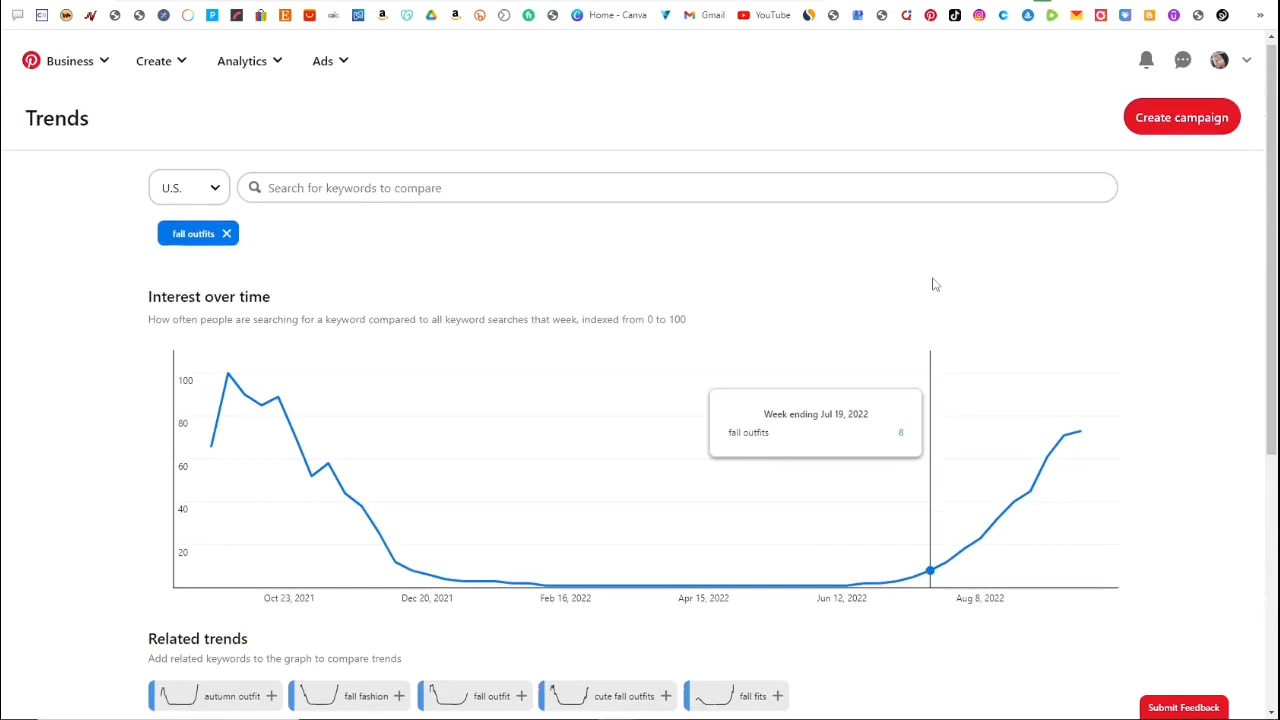 Home - Canva Gmail YouTube »
Business Create Analytics Ads
Trends
Create campaign
U.S. Search for keywords to compare
fall outfits
Interest over time
How often people are searching for a keyword compared to all keyword searches that week, indexed from 0 to 100
100
80
60
40
20
Week ending Jul 19, 2022
fall outfits 8
Oct 23, 2021 Dec 20, 2021 Feb 16, 2022 Apr 15, 2022 Jun 12, 2022 Aug 8, 2022
Related trends
Add related keywords to the graph to compare trends
autumn outfit + fall fashion + fall outfit + cute fall outfits + fall fits +
Submit Feedback